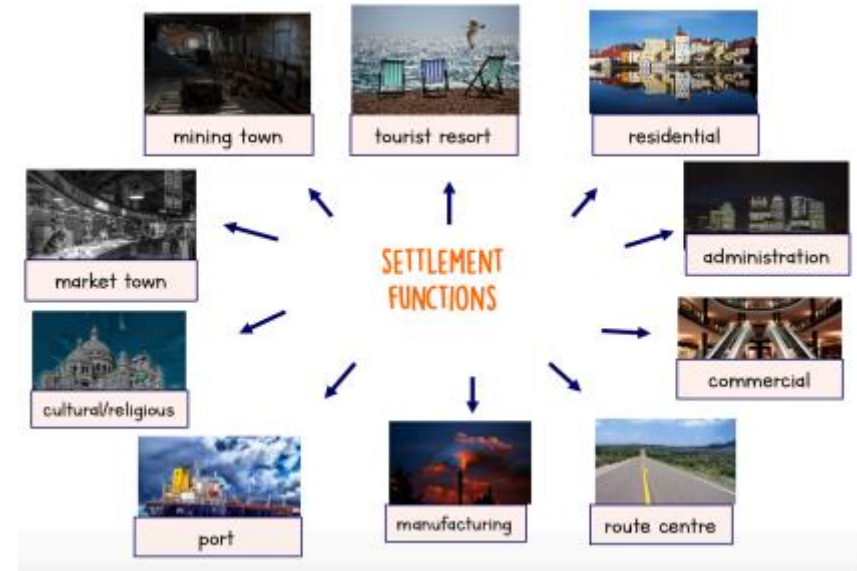 mining town
tourist resort
residential
market town
SETTLEMENT
FUNCTIONS
administration
cultural/religious
commercial
port
manufacturing
route centre